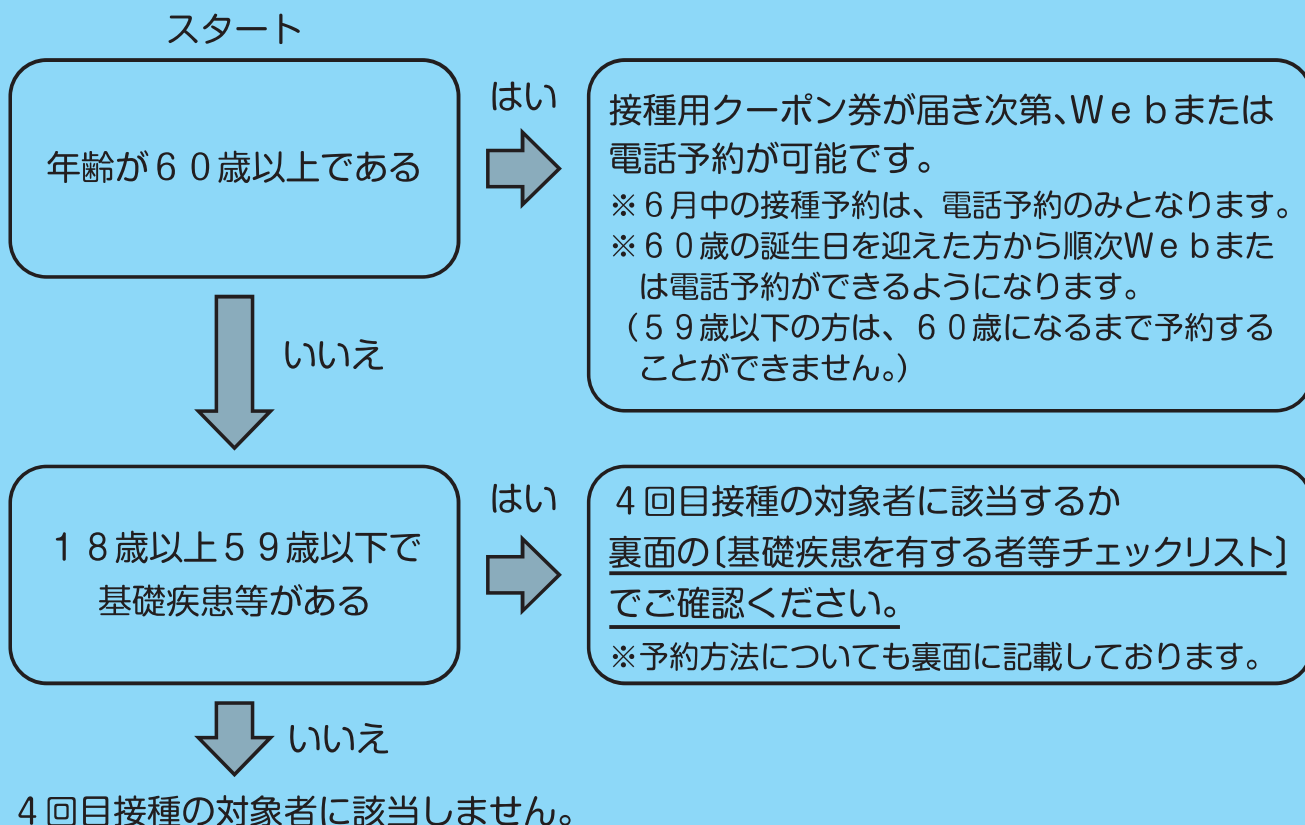 スタート
年齢が６０歳以上である
はい
接種用クーポン券が届き次第、Ｗｅｂまたは
電話予約が可能です。
※６月中の接種予約は、電話予約のみとなります。
※６０歳の誕生日を迎えた方から順次Ｗｅｂまた
は電話予約ができるようになります。
（５９歳以下の方は、６０歳になるまで予約する
ことができません。）
いいえ
１８歳以上５９歳以下で
基礎疾患等がある
はい
４回目接種の対象者に該当するか
裏面の〔基礎疾患を有する者等チェックリスト〕
でご確認ください。
※予約方法についても裏面に記載しております。
いいえ
４回目接種の対象者に該当しません。